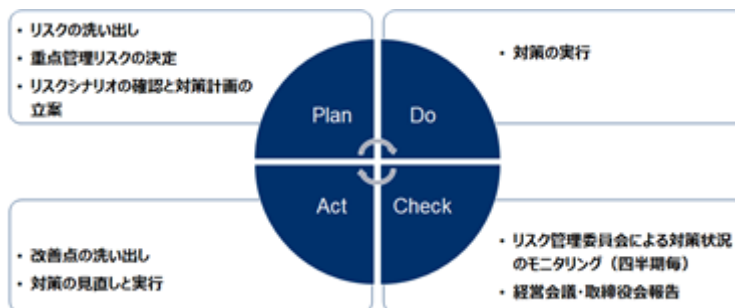 ・リスクの洗い出し
・重点管理リスクの決定
・リスクシナリオの確認と対策計画の
立案
・対策の実行
Plan
Do
Act
Check
・改善点の洗い出し
・対策の見直しと実行
・リスク管理委員会による対策状況
のモニタリング（四半期毎）
・経営会議・取締役会報告